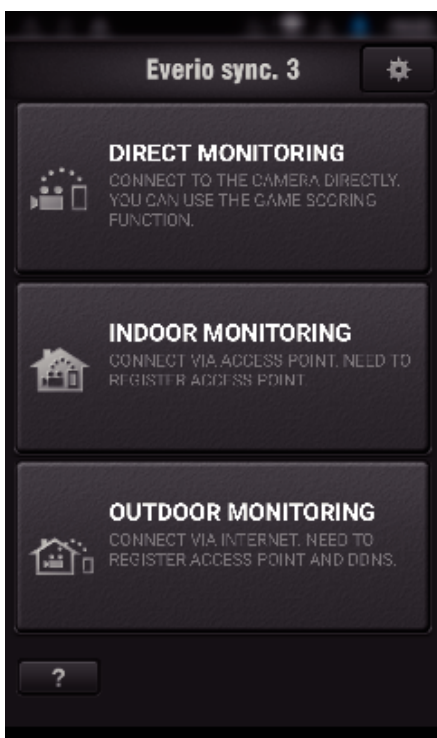 Everio sync. 3
DIRECT MONITORING
CONNECT TO THE CAMERA DIRECTLY.
YOU CAN USE THE GAME SCORING
FUNCTION.
INDOOR MONITORING
CONNECT VIA ACCESS POINT. NEED TO
REGISTER ACCESS POINT.
OUTDOOR MONITORING
CONNECT VIA INTERNET. NEED TO
REGISTER ACCESS POINT AND DDNS.
?